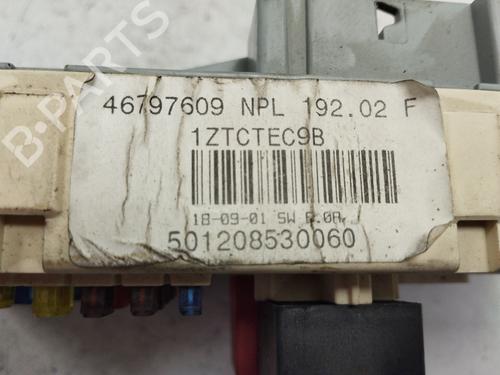 46797609 NPL 192.02 F
1ZTCTEC9B
18-09-01 SW R.0A
501208530060
B-PARTS